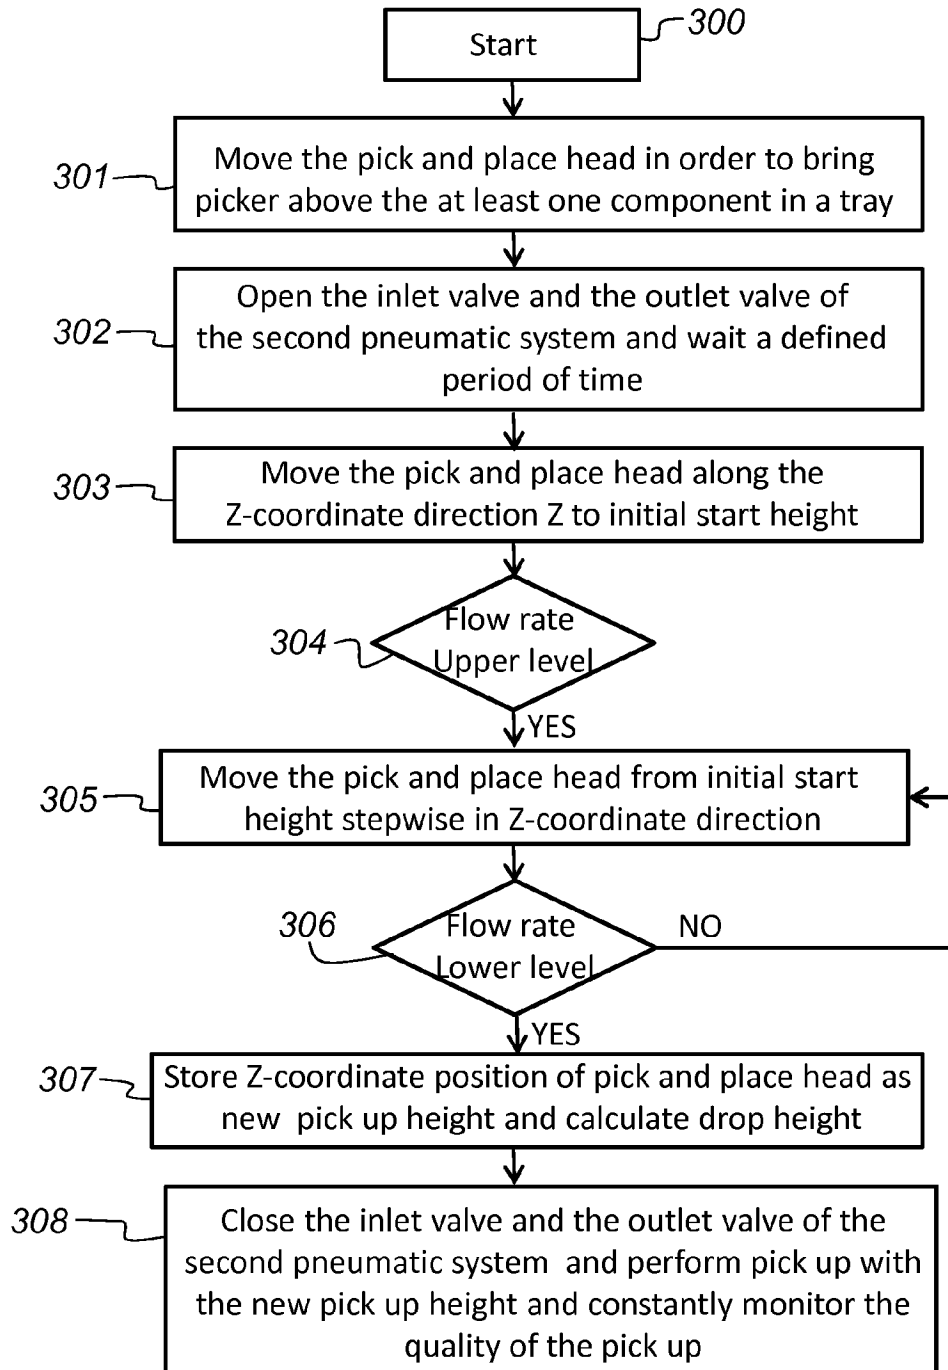 Start
300
301
Move the pick and place head in order to bring
picker above the at least one component in a tray
302
Open the inlet valve and the outlet valve of
the second pneumatic system and wait a defined
period of time
303
Move the pick and place head along the
Z-coordinate direction Z to initial start height
304
Flow rate
Upper level
YES
305
Move the pick and place head from initial start
height stepwise in Z-coordinate direction
306
Flow rate
Lower level
NO
YES
307
Store Z-coordinate position of pick and place head as
new pick up height and calculate drop height
308
Close the inlet valve and the outlet valve of the
second pneumatic system and perform pick up with
the new pick up height and constantly monitor the
quality of the pick up